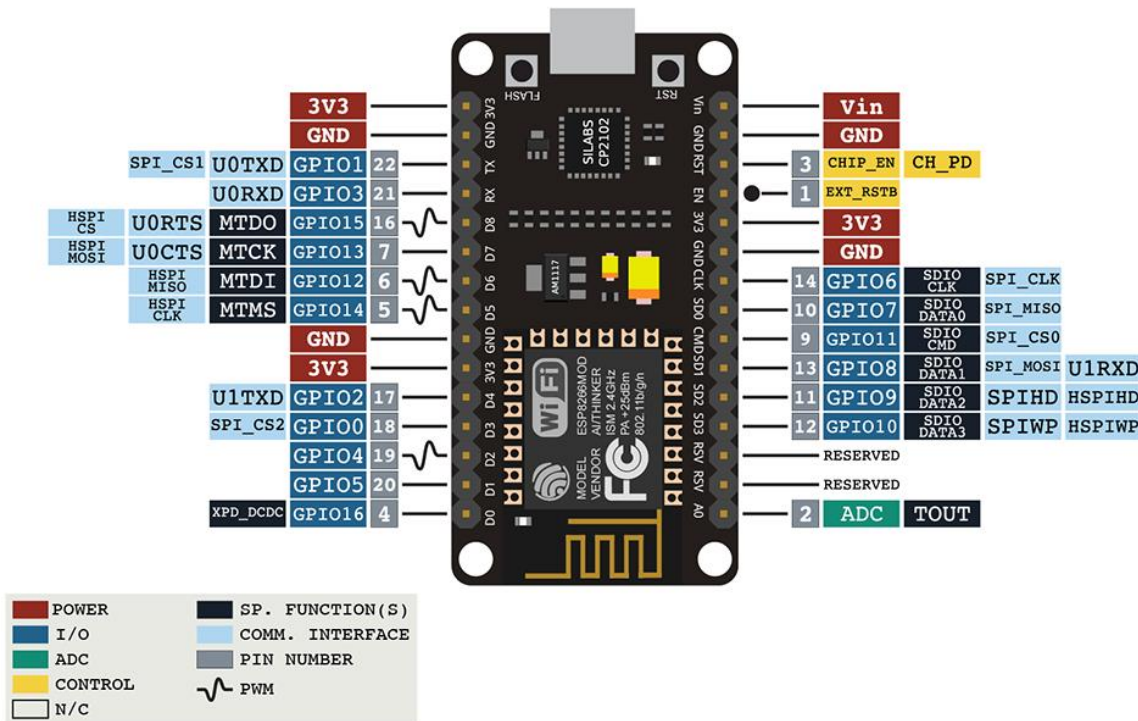 FLASH
RST
SILABS
CP2102
3V3 3V3 Vin Vin
GND GND GND GND
SPI_CS1 U0TXD GPIO1 22 TX RST 3 CHIP_EN CH_PD
U0RXD GPIO3 21 RX EN 1 EXT_RSTB
HSPI
CS U0RTS MTDO GPIO15 16 D8 3V3 3V3
HSPI
MOSI U0CTS MTCK GPIO13 7 D7 GND GND
HSPI
MISO MTDI GPIO12 6 D6 CLK 14 GPIO6 SDIO
CLK SPI_CLK
HSPI
CLK MTMS GPIO14 5 D5 SD0 10 GPIO7 SDIO
DATA0 SPI_MISO
AM1117
GND GND CMD 9 GPIO11 SDIO
CMD SPI_CS0
3V3 3V3 SD1 13 GPIO8 SDIO
DATA1 SPI_MOSI U1RXD
U1TXD GPIO2 17 D4 SD2 11 GPIO9 SDIO
DATA2 SPIHD HSPIHD
SPI_CS2 GPIO0 18 D3 SD3 12 GPIO10 SDIO
DATA3 SPIWP HSPIWP
GPIO4 19 D2 RSV RESERVED
GPIO5 20 D1 RSV RESERVED
XPD_DCDC GPIO16 4 D0 A0 2 ADC TOUT
WiFi
MODEL
VENDOR
ESP8266MOD
AI/THINKER
ISM 2.4GHz
PA +25dBm
802.11b/g/n
FC
POWER
I/O
ADC
CONTROL
N/C
SP. FUNCTION(S)
COMM. INTERFACE
PIN NUMBER
PWM